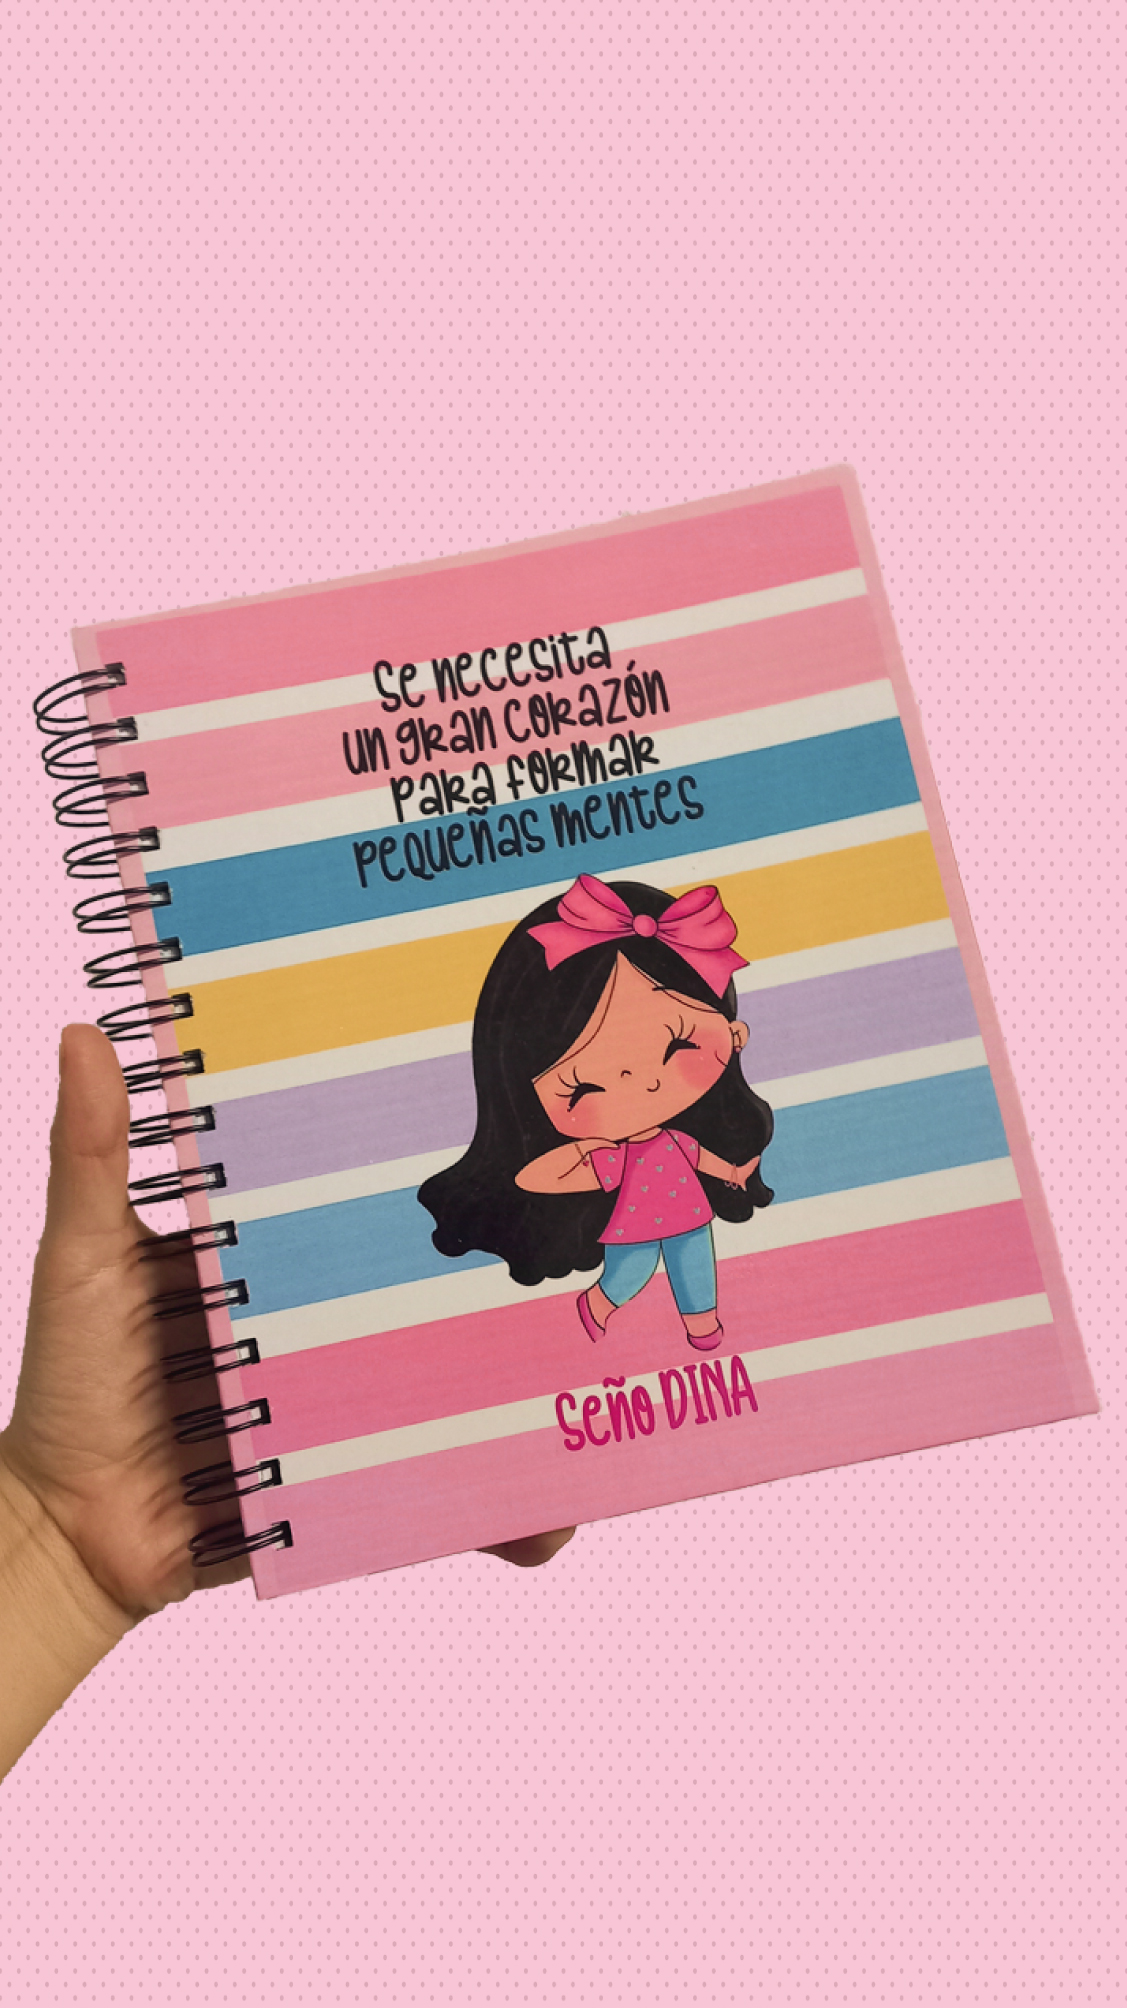 Se necesita
un gran corazón
para formar
pequeñas mentes
Seño DINA